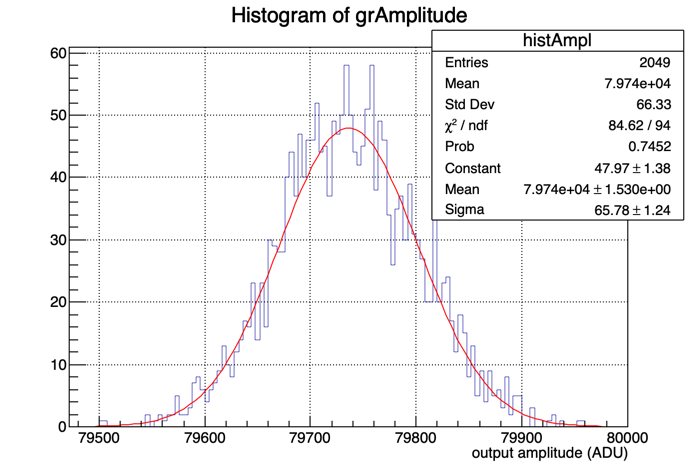 Histogram of grAmplitude
histAmpl
Entries 2049
Mean 7.974e+04
Std Dev 66.33
χ² / ndf 84.62 / 94
Prob 0.7452
Constant 47.97 ± 1.38
Mean 7.974e+04 ± 1.530e+00
Sigma 65.78 ± 1.24
60
50
40
30
20
10
0
79500 79600 79700 79800 79900 80000
output amplitude (ADU)